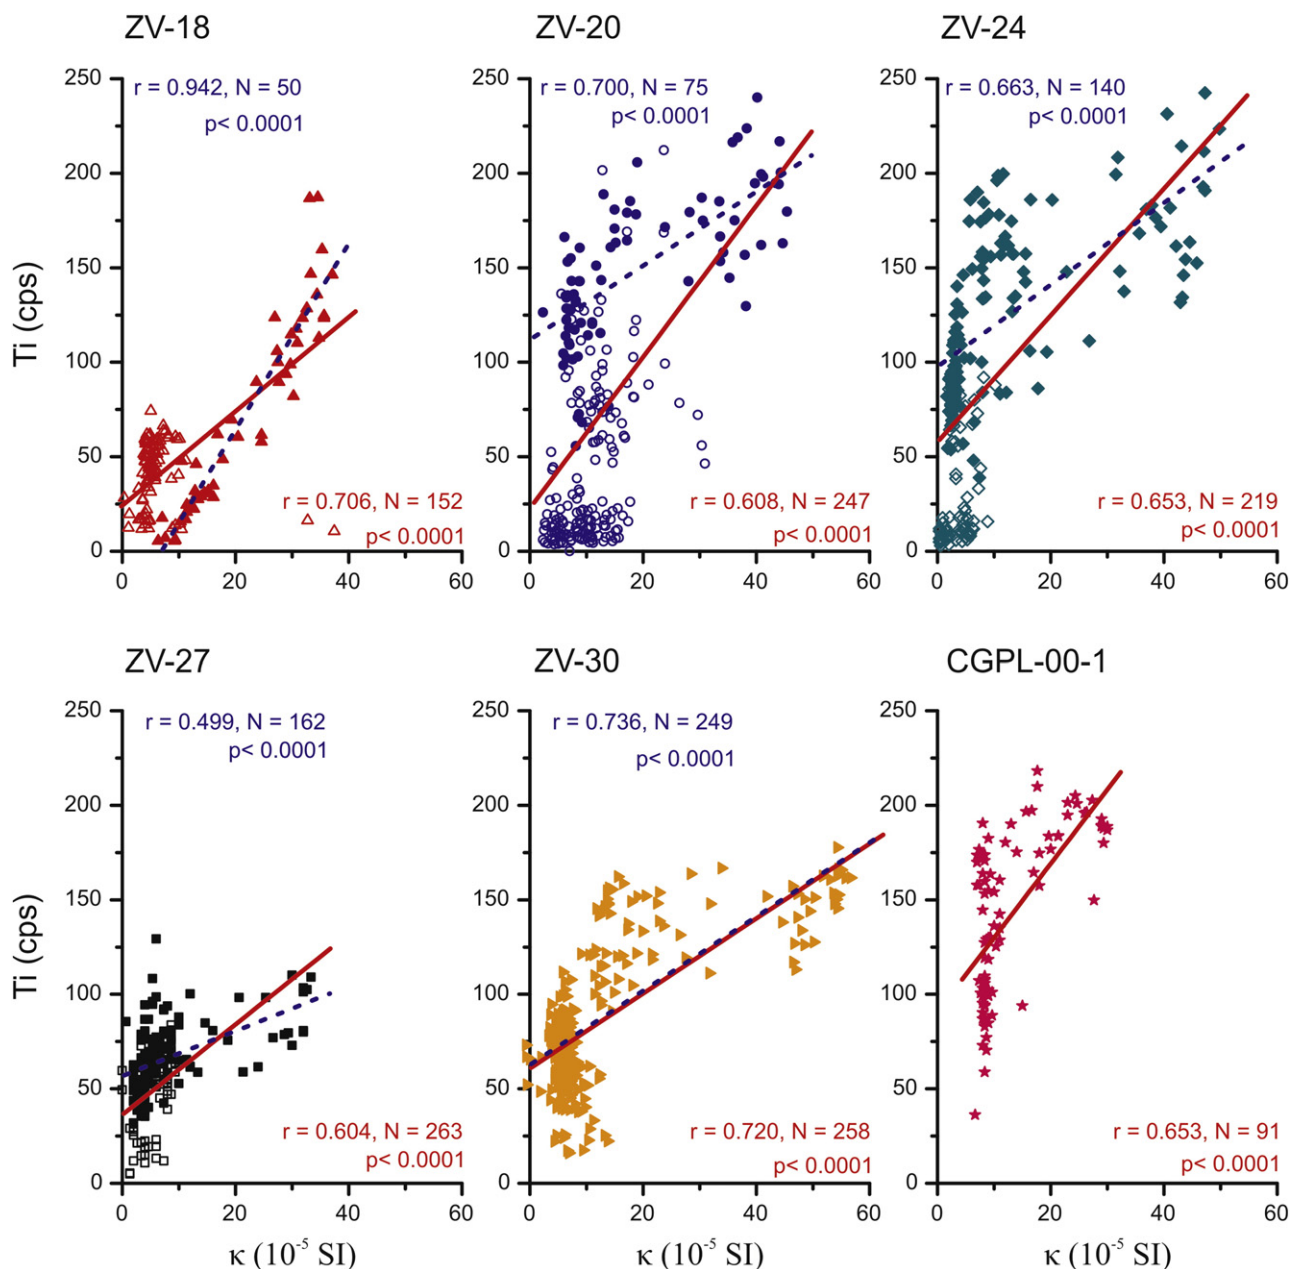 ZV-18
ZV-20
ZV-24
r = 0.942, N = 50
p< 0.0001
r = 0.700, N = 75
p< 0.0001
r = 0.663, N = 140
p< 0.0001
Ti (cps)
250
200
150
100
50
0
250
200
150
100
50
0
250
200
150
100
50
0
r = 0.706, N = 152
p< 0.0001
r = 0.608, N = 247
p< 0.0001
r = 0.653, N = 219
p< 0.0001
0 20 40 60
0 20 40 60
0 20 40 60
ZV-27
ZV-30
CGPL-00-1
r = 0.499, N = 162
p< 0.0001
r = 0.736, N = 249
p< 0.0001
Ti (cps)
250
200
150
100
50
0
250
200
150
100
50
0
250
200
150
100
50
0
r = 0.604, N = 263
p< 0.0001
r = 0.720, N = 258
p< 0.0001
r = 0.653, N = 91
p< 0.0001
0 20 40 60
0 20 40 60
0 20 40 60
κ (10⁻⁵ SI)
κ (10⁻⁵ SI)
κ (10⁻⁵ SI)